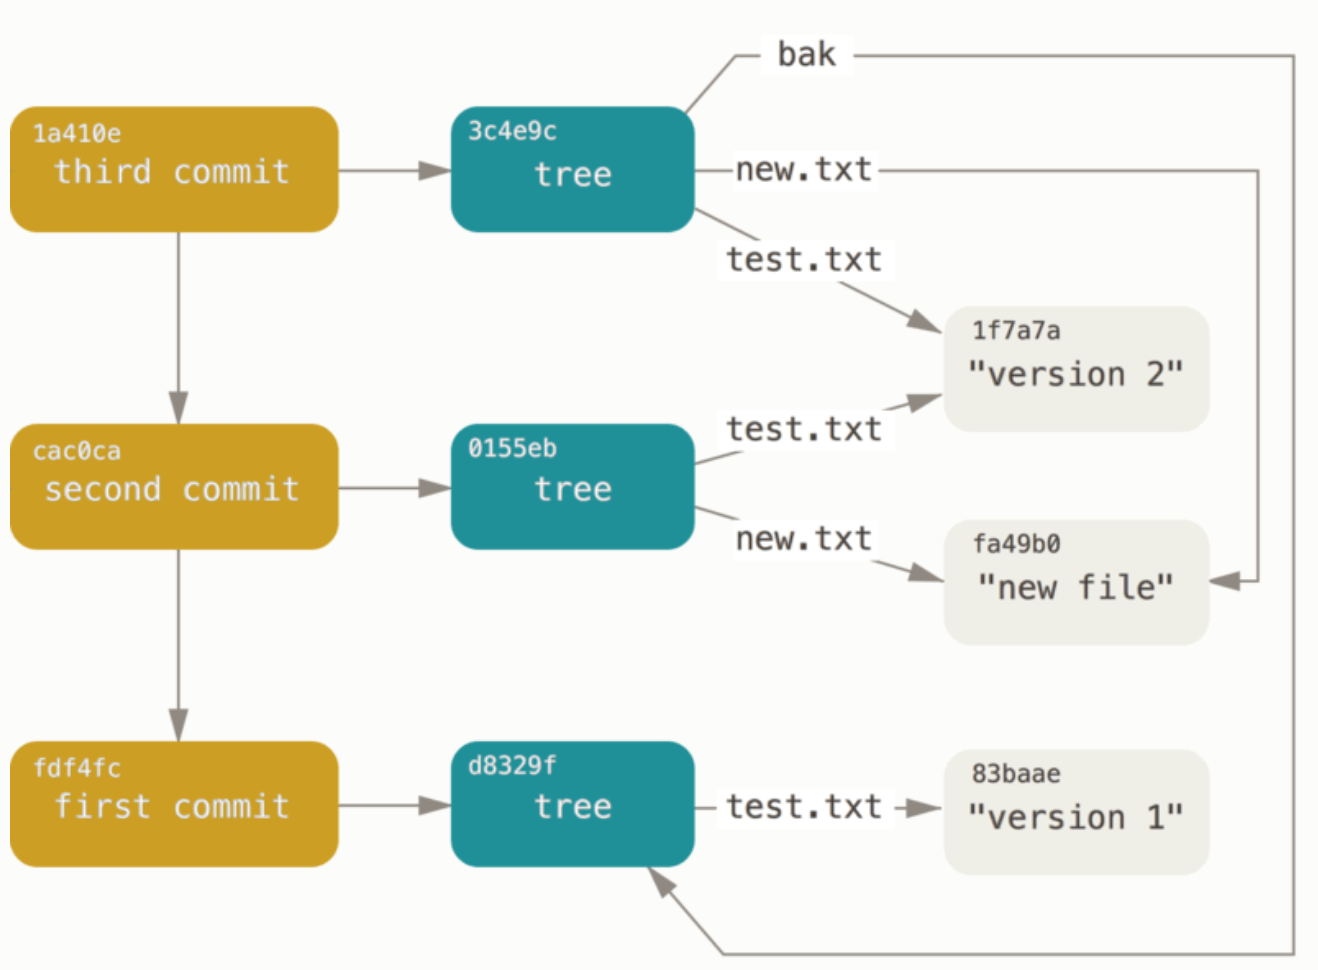 bak
1a410e
third commit
3c4e9c
tree
new.txt
test.txt
1f7a7a
"version 2"
cac0ca
second commit
0155eb
tree
test.txt
new.txt
fa49b0
"new file"
fdf4fc
first commit
d8329f
tree
test.txt
83baae
"version 1"